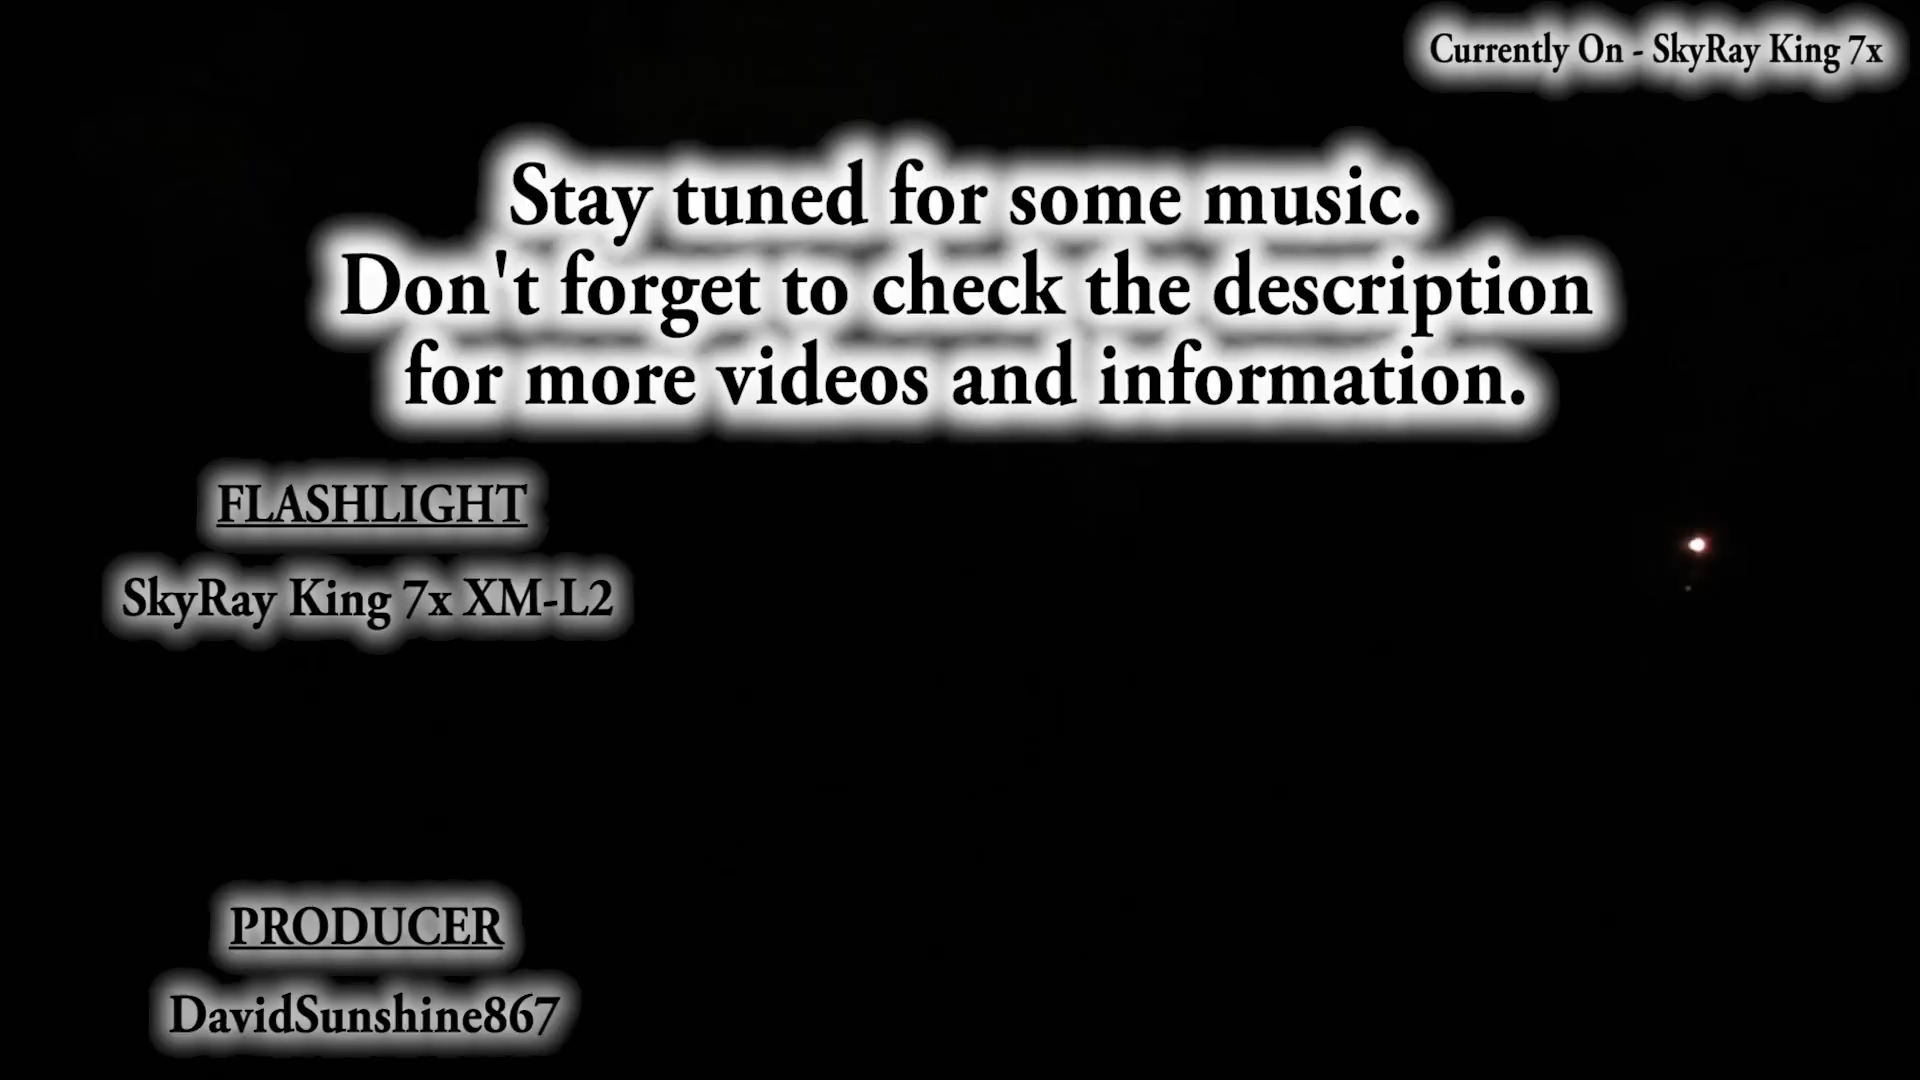 Currently On - SkyRay King 7x
Stay tuned for some music.
Don't forget to check the description
for more videos and information.
FLASHLIGHT
SkyRay King 7x XM-L2
PRODUCER
DavidSunshine867